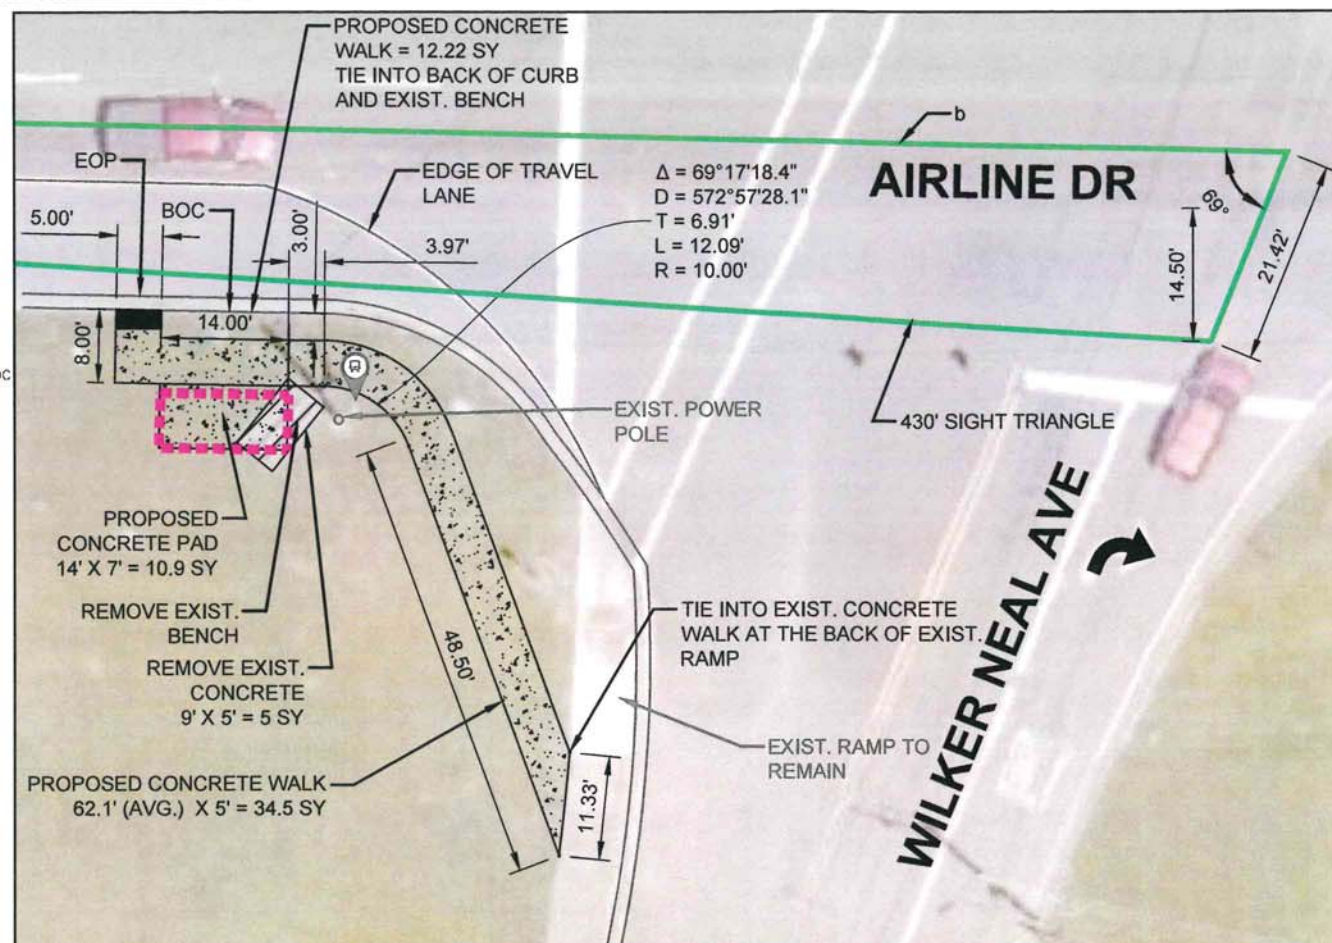 PROPOSED CONCRETE
WALK = 12.22 SY
TIE INTO BACK OF CURB
AND EXIST. BENCH
b
AIRLINE DR
EOP
EDGE OF TRAVEL
LANE
Δ = 69°17'18.4"
D = 572°57'28.1"
T = 6.91'
L = 12.09'
R = 10.00'
69°
5.00'
BOC
3.00'
3.97'
14.50'
21.42'
14.00'
8.00'
EXIST. POWER
POLE
430' SIGHT TRIANGLE
PROPOSED
CONCRETE PAD
14' X 7' = 10.9 SY
REMOVE EXIST.
BENCH
REMOVE EXIST.
CONCRETE
9' X 5' = 5 SY
48.50'
TIE INTO EXIST. CONCRETE
WALK AT THE BACK OF EXIST.
RAMP
WILKER NEAL AVE
EXIST. RAMP TO
REMAIN
PROPOSED CONCRETE WALK
62.1' (AVG.) X 5' = 34.5 SY
11.33'